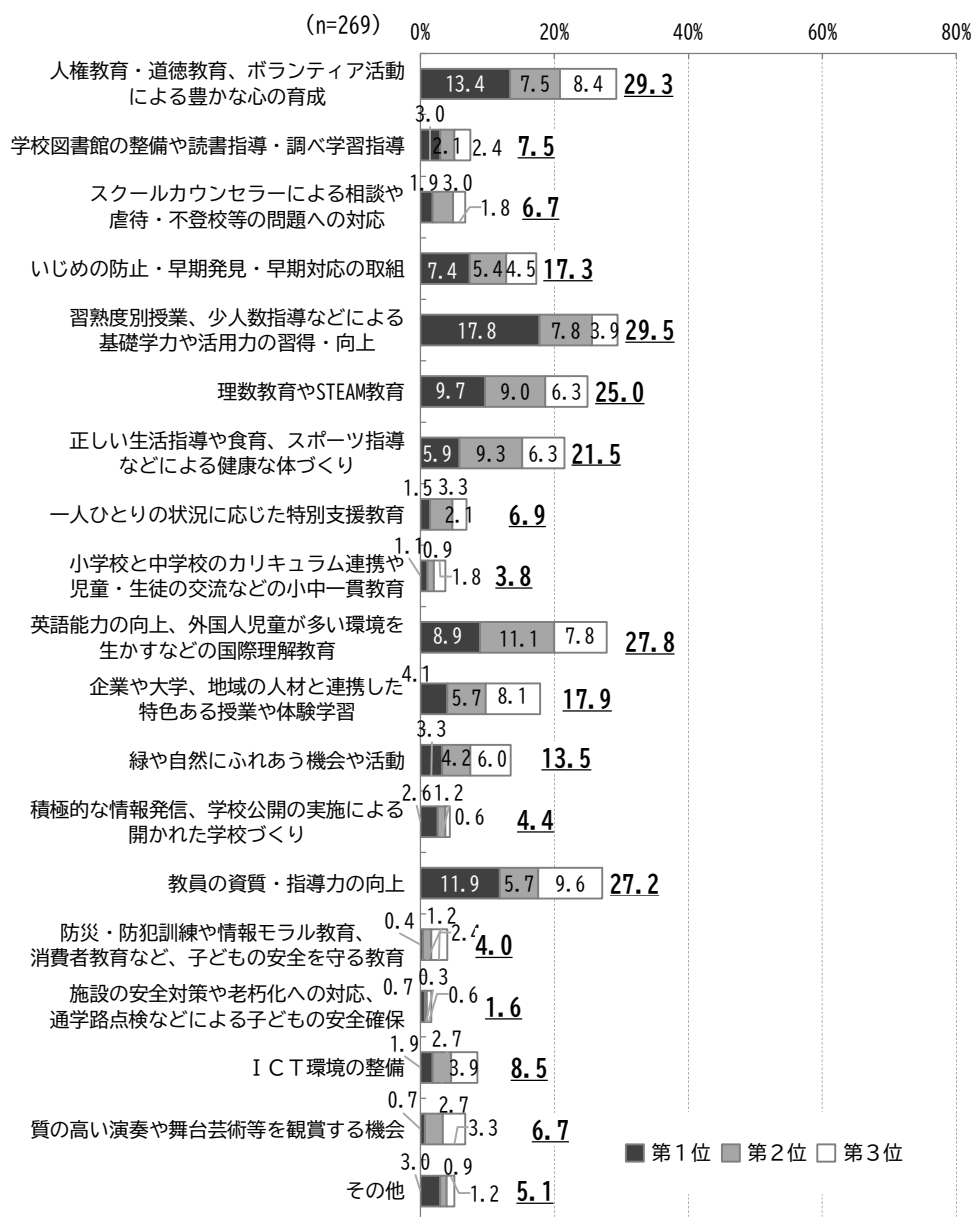 (n=269)
0% 20% 40% 60% 80%
人権教育・道徳教育、ボランティア活動
による豊かな心の育成
13.4 7.5 8.4 29.3
学校図書館の整備や読書指導・調べ学習指導
3.0 2.1 2.4 7.5
スクールカウンセラーによる相談や
虐待・不登校等の問題への対応
1.9 3.0 1.8 6.7
いじめの防止・早期発見・早期対応の取組
7.4 5.4 4.5 17.3
習熟度別授業、少人数指導などによる
基礎学力や活用力の習得・向上
17.8 7.8 3.9 29.5
理数教育やSTEAM教育
9.7 9.0 6.3 25.0
正しい生活指導や食育、スポーツ指導
などによる健康な体づくり
5.9 9.3 6.3 21.5
一人ひとりの状況に応じた特別支援教育
1.5 3.3 2.1 6.9
小学校と中学校のカリキュラム連携や
児童・生徒の交流などの小中一貫教育
1.1 0.9 1.8 3.8
英語能力の向上、外国人児童が多い環境を
生かすなどの国際理解教育
8.9 11.1 7.8 27.8
企業や大学、地域の人材と連携した
特色ある授業や体験学習
4.1 5.7 8.1 17.9
緑や自然にふれあう機会や活動
3.3 4.2 6.0 13.5
積極的な情報発信、学校公開の実施による
開かれた学校づくり
2.6 1.2 0.6 4.4
教員の資質・指導力の向上
11.9 5.7 9.6 27.2
防災・防犯訓練や情報モラル教育、
消費者教育など、子どもの安全を守る教育
0.4 1.2 2.4 4.0
施設の安全対策や老朽化への対応、
通学路点検などによる子どもの安全確保
0.7 0.3 0.6 1.6
ＩＣＴ環境の整備
1.9 2.7 3.9 8.5
質の高い演奏や舞台芸術等を観賞する機会
0.7 2.7 3.3 6.7
その他
3.0 0.9 1.2 5.1
第１位 第２位 第３位